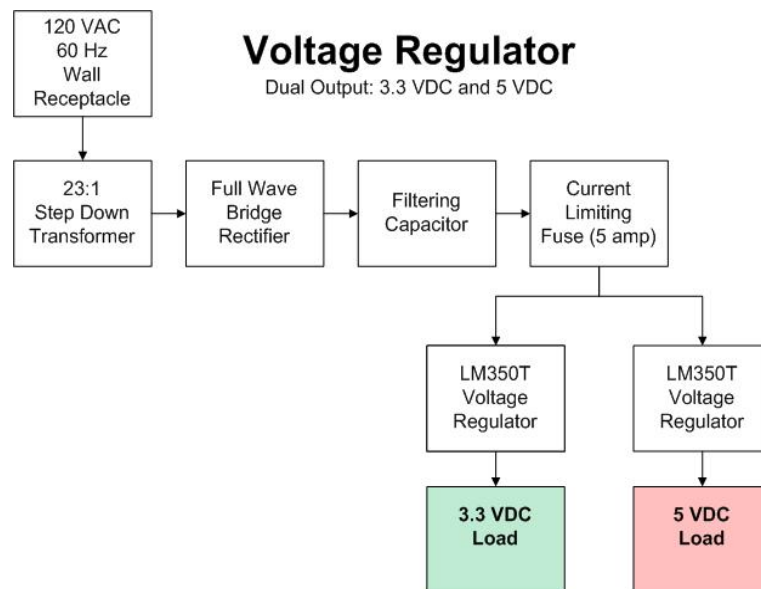 120 VAC
60 Hz
Wall
Receptacle
Voltage Regulator
Dual Output: 3.3 VDC and 5 VDC
23:1
Step Down
Transformer
Full Wave
Bridge
Rectifier
Filtering
Capacitor
Current
Limiting
Fuse (5 amp)
LM350T
Voltage
Regulator
LM350T
Voltage
Regulator
3.3 VDC
Load
5 VDC
Load